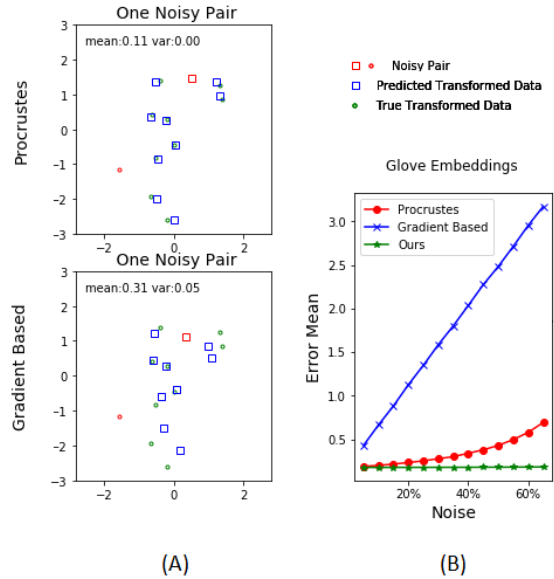 One Noisy Pair
mean:0.11 var:0.00
Procrustes
3
2
1
0
−1
−2
−3
−2
0
2
One Noisy Pair
mean:0.31 var:0.05
Gradient Based
3
2
1
0
−1
−2
−3
−2
0
2
(A)
Noisy Pair
Predicted Transformed Data
True Transformed Data
Glove Embeddings
Procrustes
Gradient Based
Ours
Error Mean
3.0
2.5
2.0
1.5
1.0
0.5
20%
40%
60%
Noise
(B)